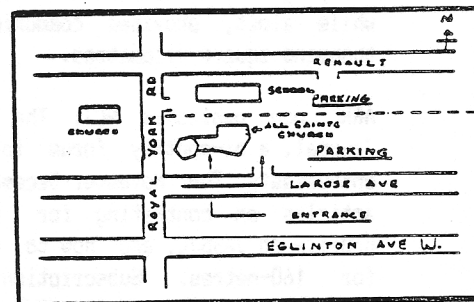 N
RENAULT
SCHOOL
PARKING
ROYAL YORK RD
CHURCH
ALL SAINTS
CHURCH
PARKING
LAROSE AVE
ENTRANCE
EGLINTON AVE W.